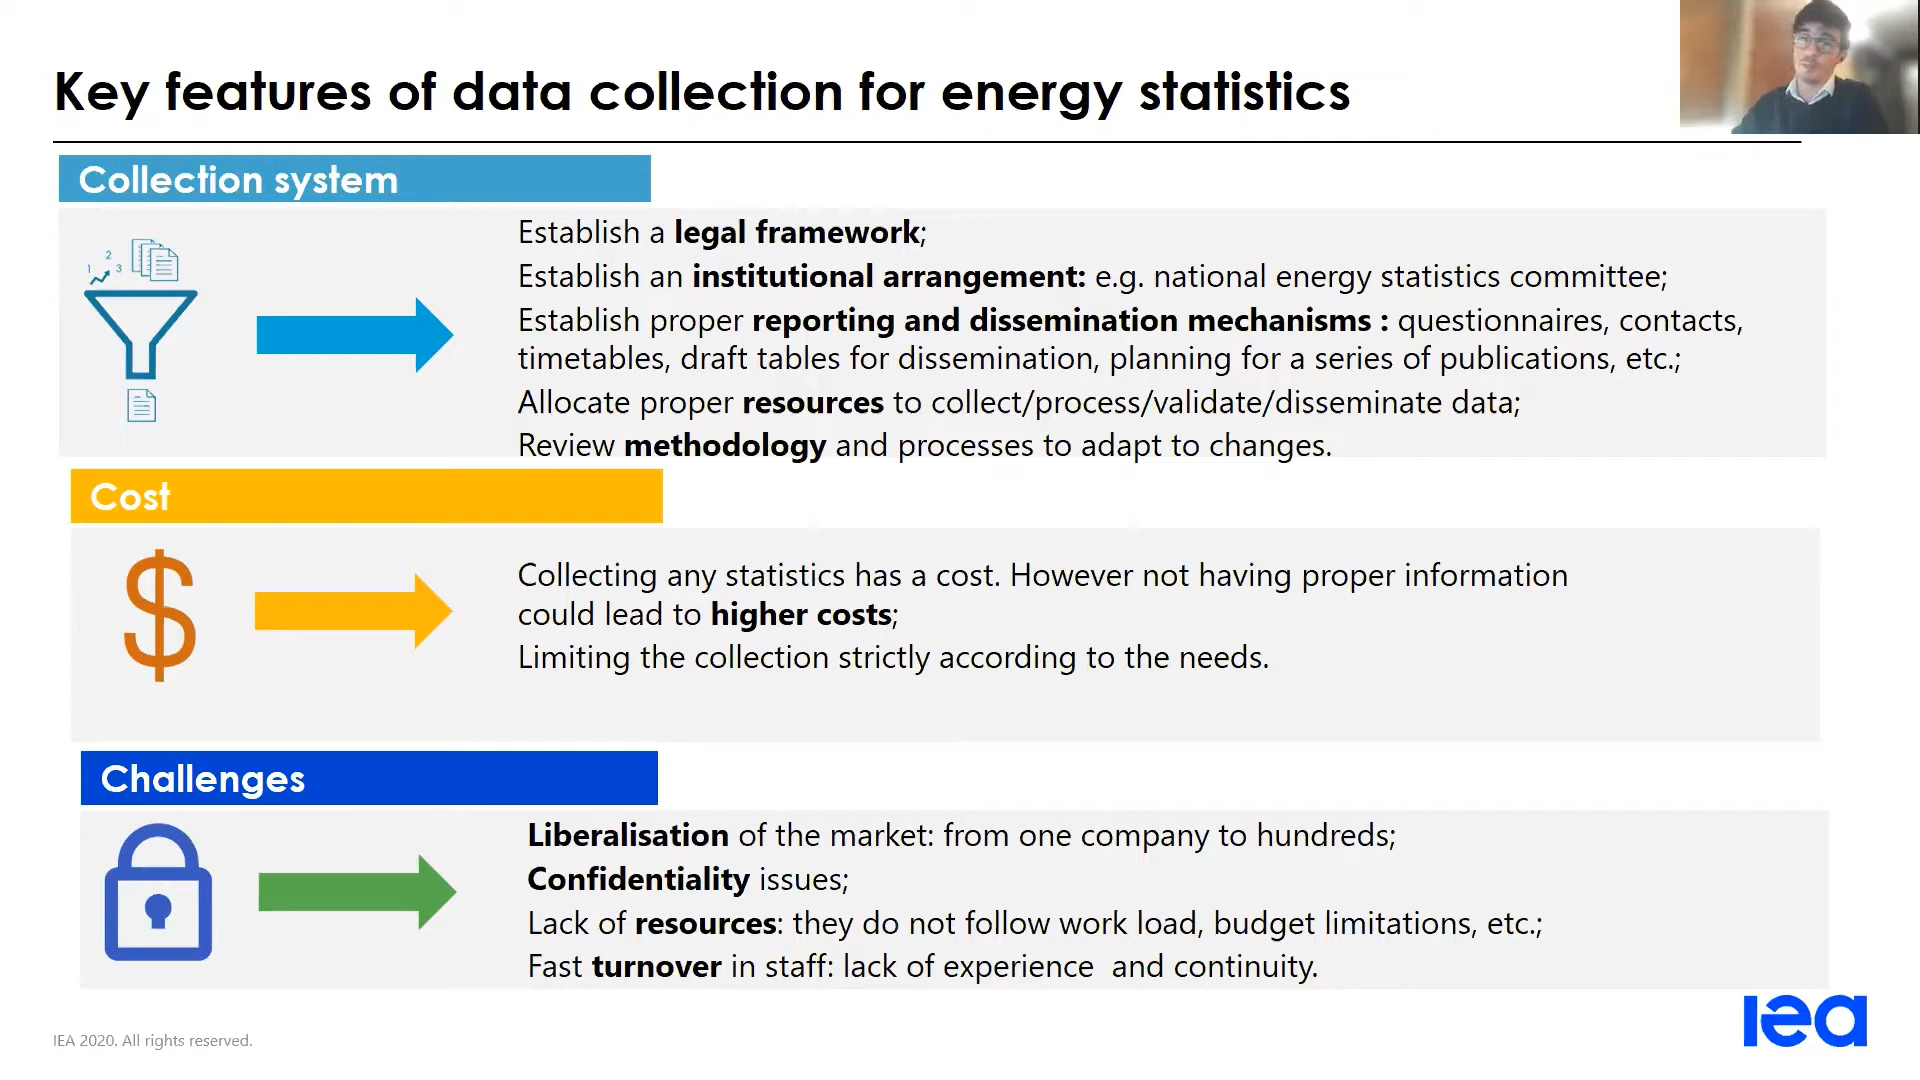 Key features of data collection for energy statistics
Collection system
1 2 3
Establish a legal framework;
Establish an institutional arrangement: e.g. national energy statistics committee;
Establish proper reporting and dissemination mechanisms : questionnaires, contacts,
timetables, draft tables for dissemination, planning for a series of publications, etc.;
Allocate proper resources to collect/process/validate/disseminate data;
Review methodology and processes to adapt to changes.
Cost
$
Collecting any statistics has a cost. However not having proper information
could lead to higher costs;
Limiting the collection strictly according to the needs.
Challenges
Liberalisation of the market: from one company to hundreds;
Confidentiality issues;
Lack of resources: they do not follow work load, budget limitations, etc.;
Fast turnover in staff: lack of experience  and continuity.
IEA 2020. All rights reserved.
iea